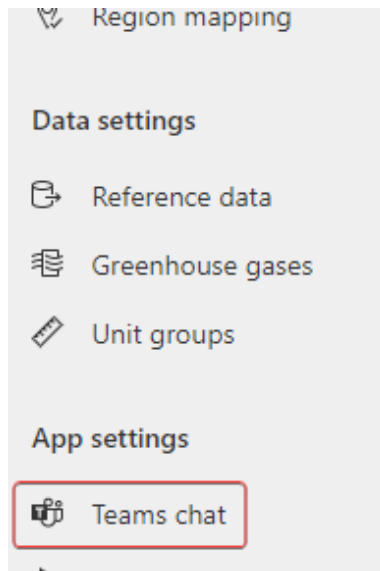 Region mapping
Data settings
Reference data
Greenhouse gases
Unit groups
App settings
Teams chat